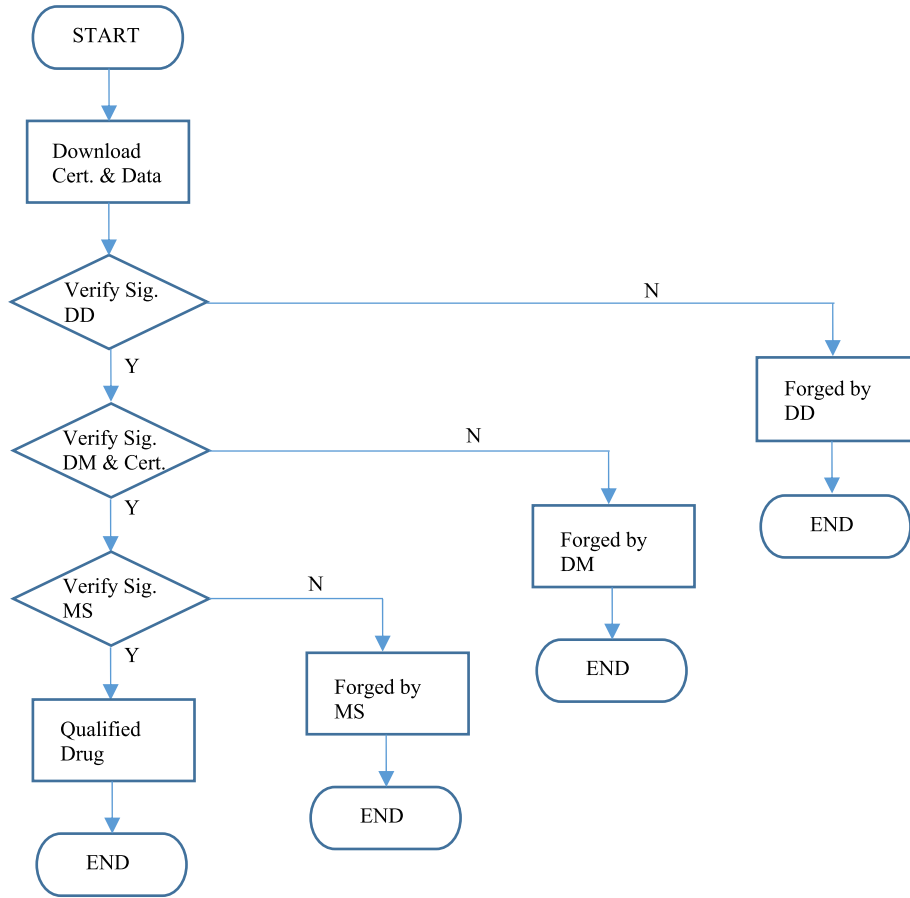 START
Download
Cert. & Data
Verify Sig.
DD
N
Y
Forged by
DD
Verify Sig.
DM & Cert.
N
Y
END
Forged by
DM
Verify Sig.
MS
N
Y
END
Forged by
MS
Qualified
Drug
END
END